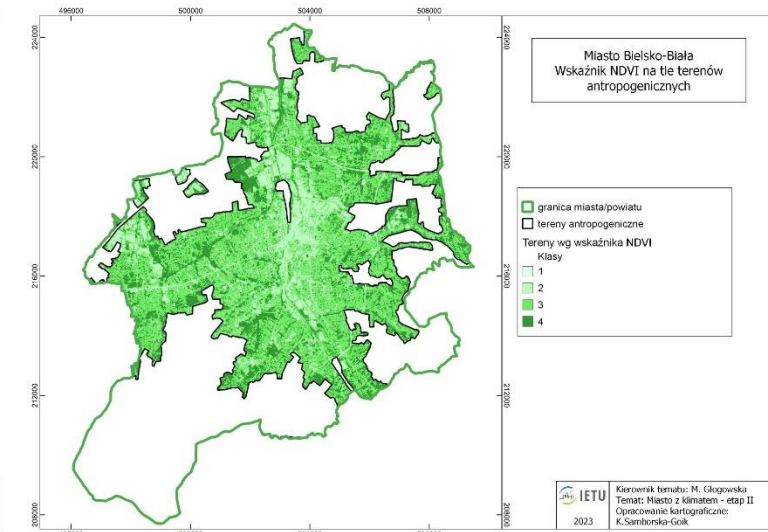 496000 500000 504000 508000
224000 224000
220000 220000
216000 216000
212000 212000
208000 208000
Miasto Bielsko-Biała
Wskaźnik NDVI na tle terenów
antropogenicznych
granica miasta/powiatu
tereny antropogeniczne
Tereny wg wskaźnika NDVI
Klasy
1
2
3
4
IETU
2023
Kierownik tematu: M. Głogowska
Temat: Miasto z klimatem - etap II
Opracowanie kartograficzne:
K.Samborska-Goik